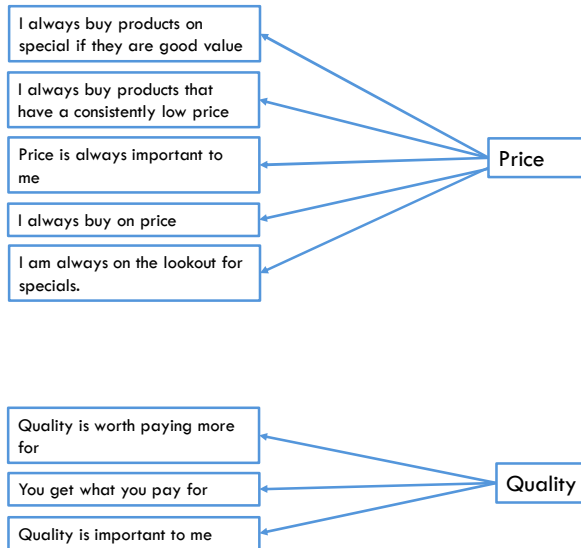 I always buy products on
special if they are good value
I always buy products that
have a consistently low price
Price is always important to
me
I always buy on price
I am always on the lookout for
specials.
Price
Quality is worth paying more
for
You get what you pay for
Quality is important to me
Quality